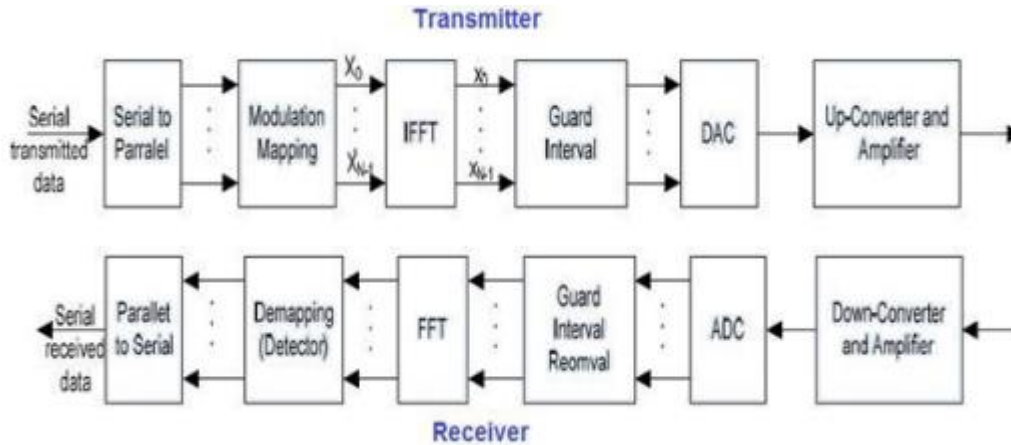 Transmitter
Serial
transmitted
data
Serial to
Parralel
Modulation
Mapping
X0
XN-1
IFFT
x0
xN-1
Guard
Interval
DAC
Up-Converter and
Amplifier
Serial
received
data
Parallet
to Serial
Demapping
(Detector)
FFT
Guard
Interval
Reomval
ADC
Down-Converter
and Amplifier
Receiver